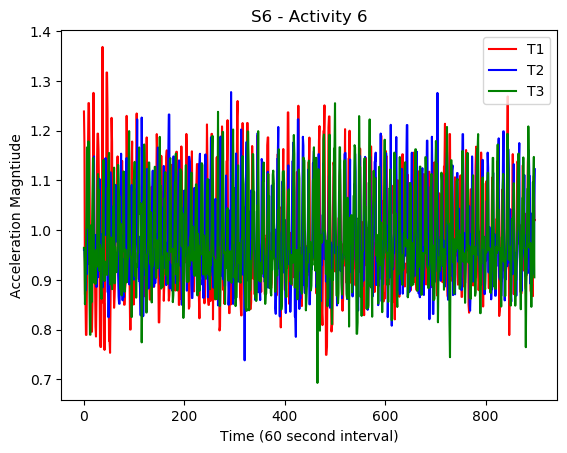 S6 - Activity 6
T1
T2
T3
Acceleration Magntiude
1.4
1.3
1.2
1.1
1.0
0.9
0.8
0.7
0
200
400
600
800
Time (60 second interval)